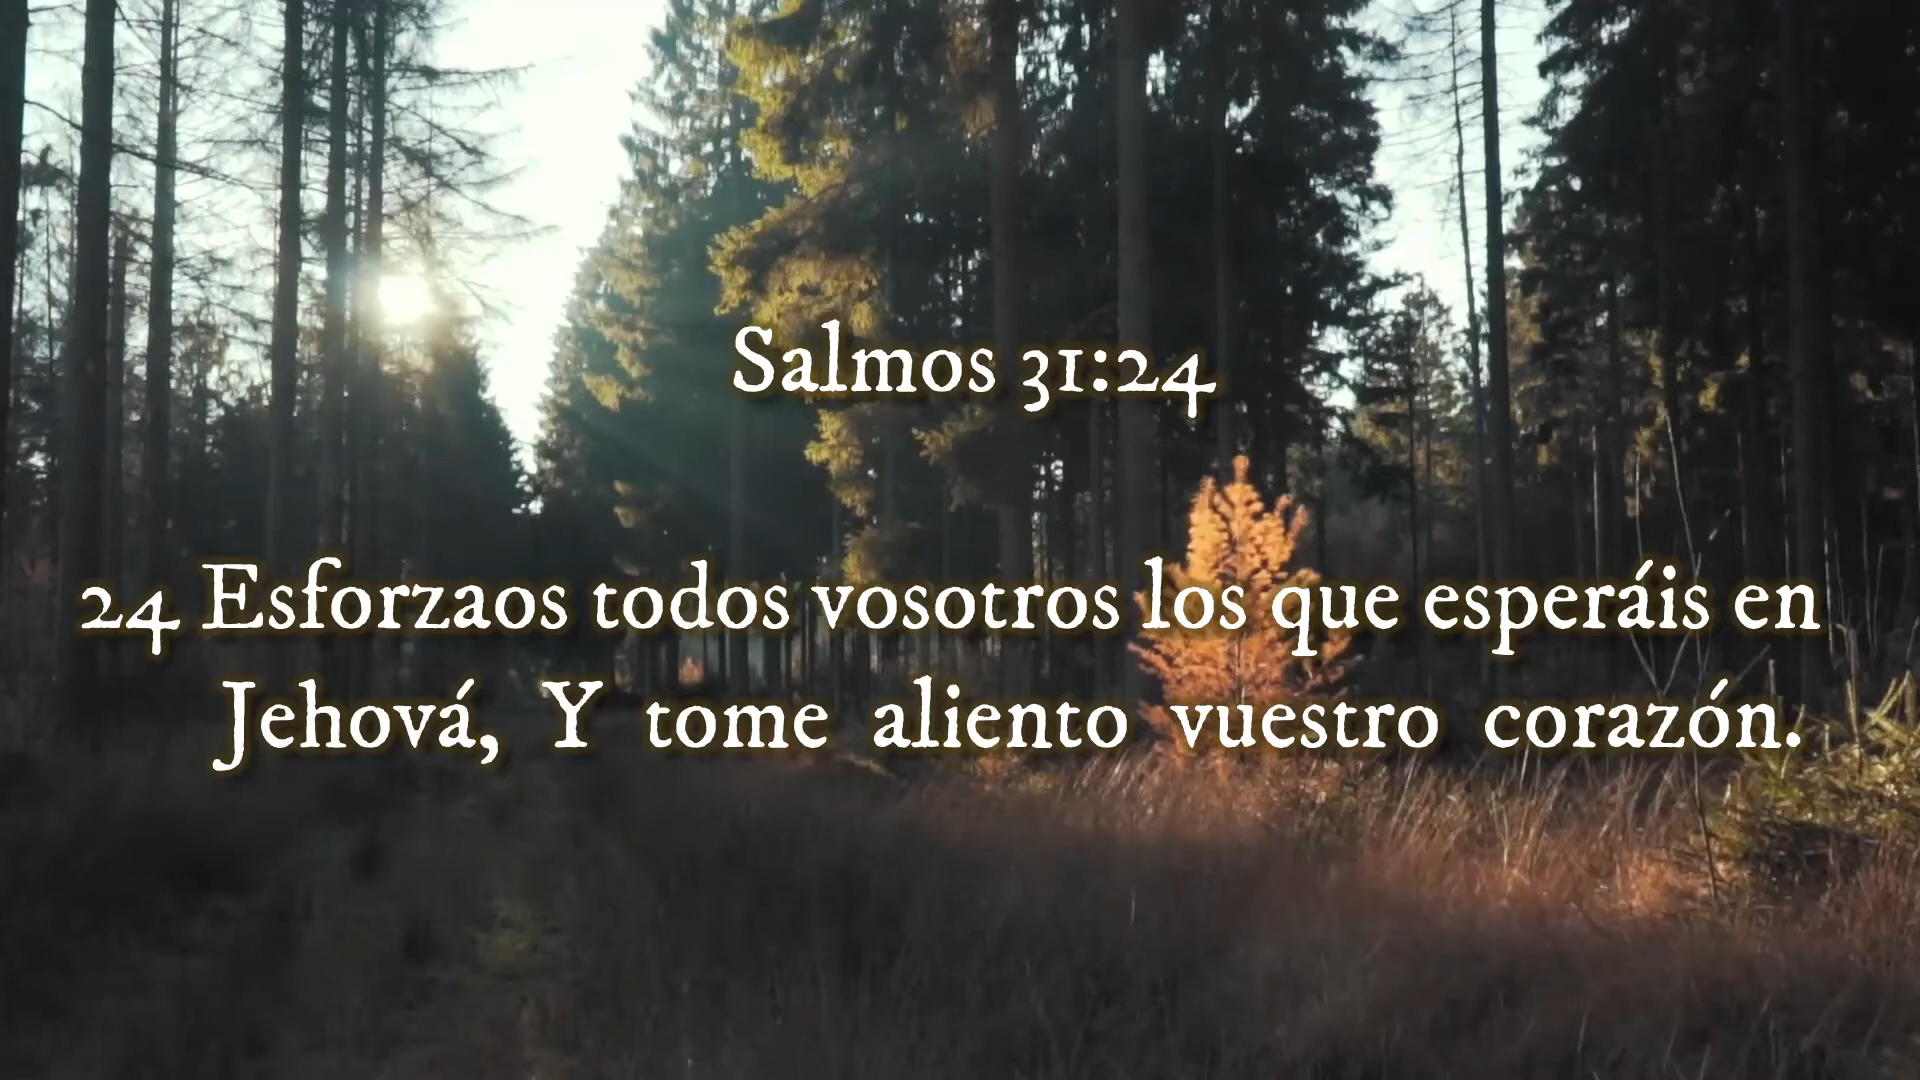 Salmos 31:24
24 Esforzaos todos vosotros los que esperáis en
Jehová, Y tome aliento vuestro corazón.